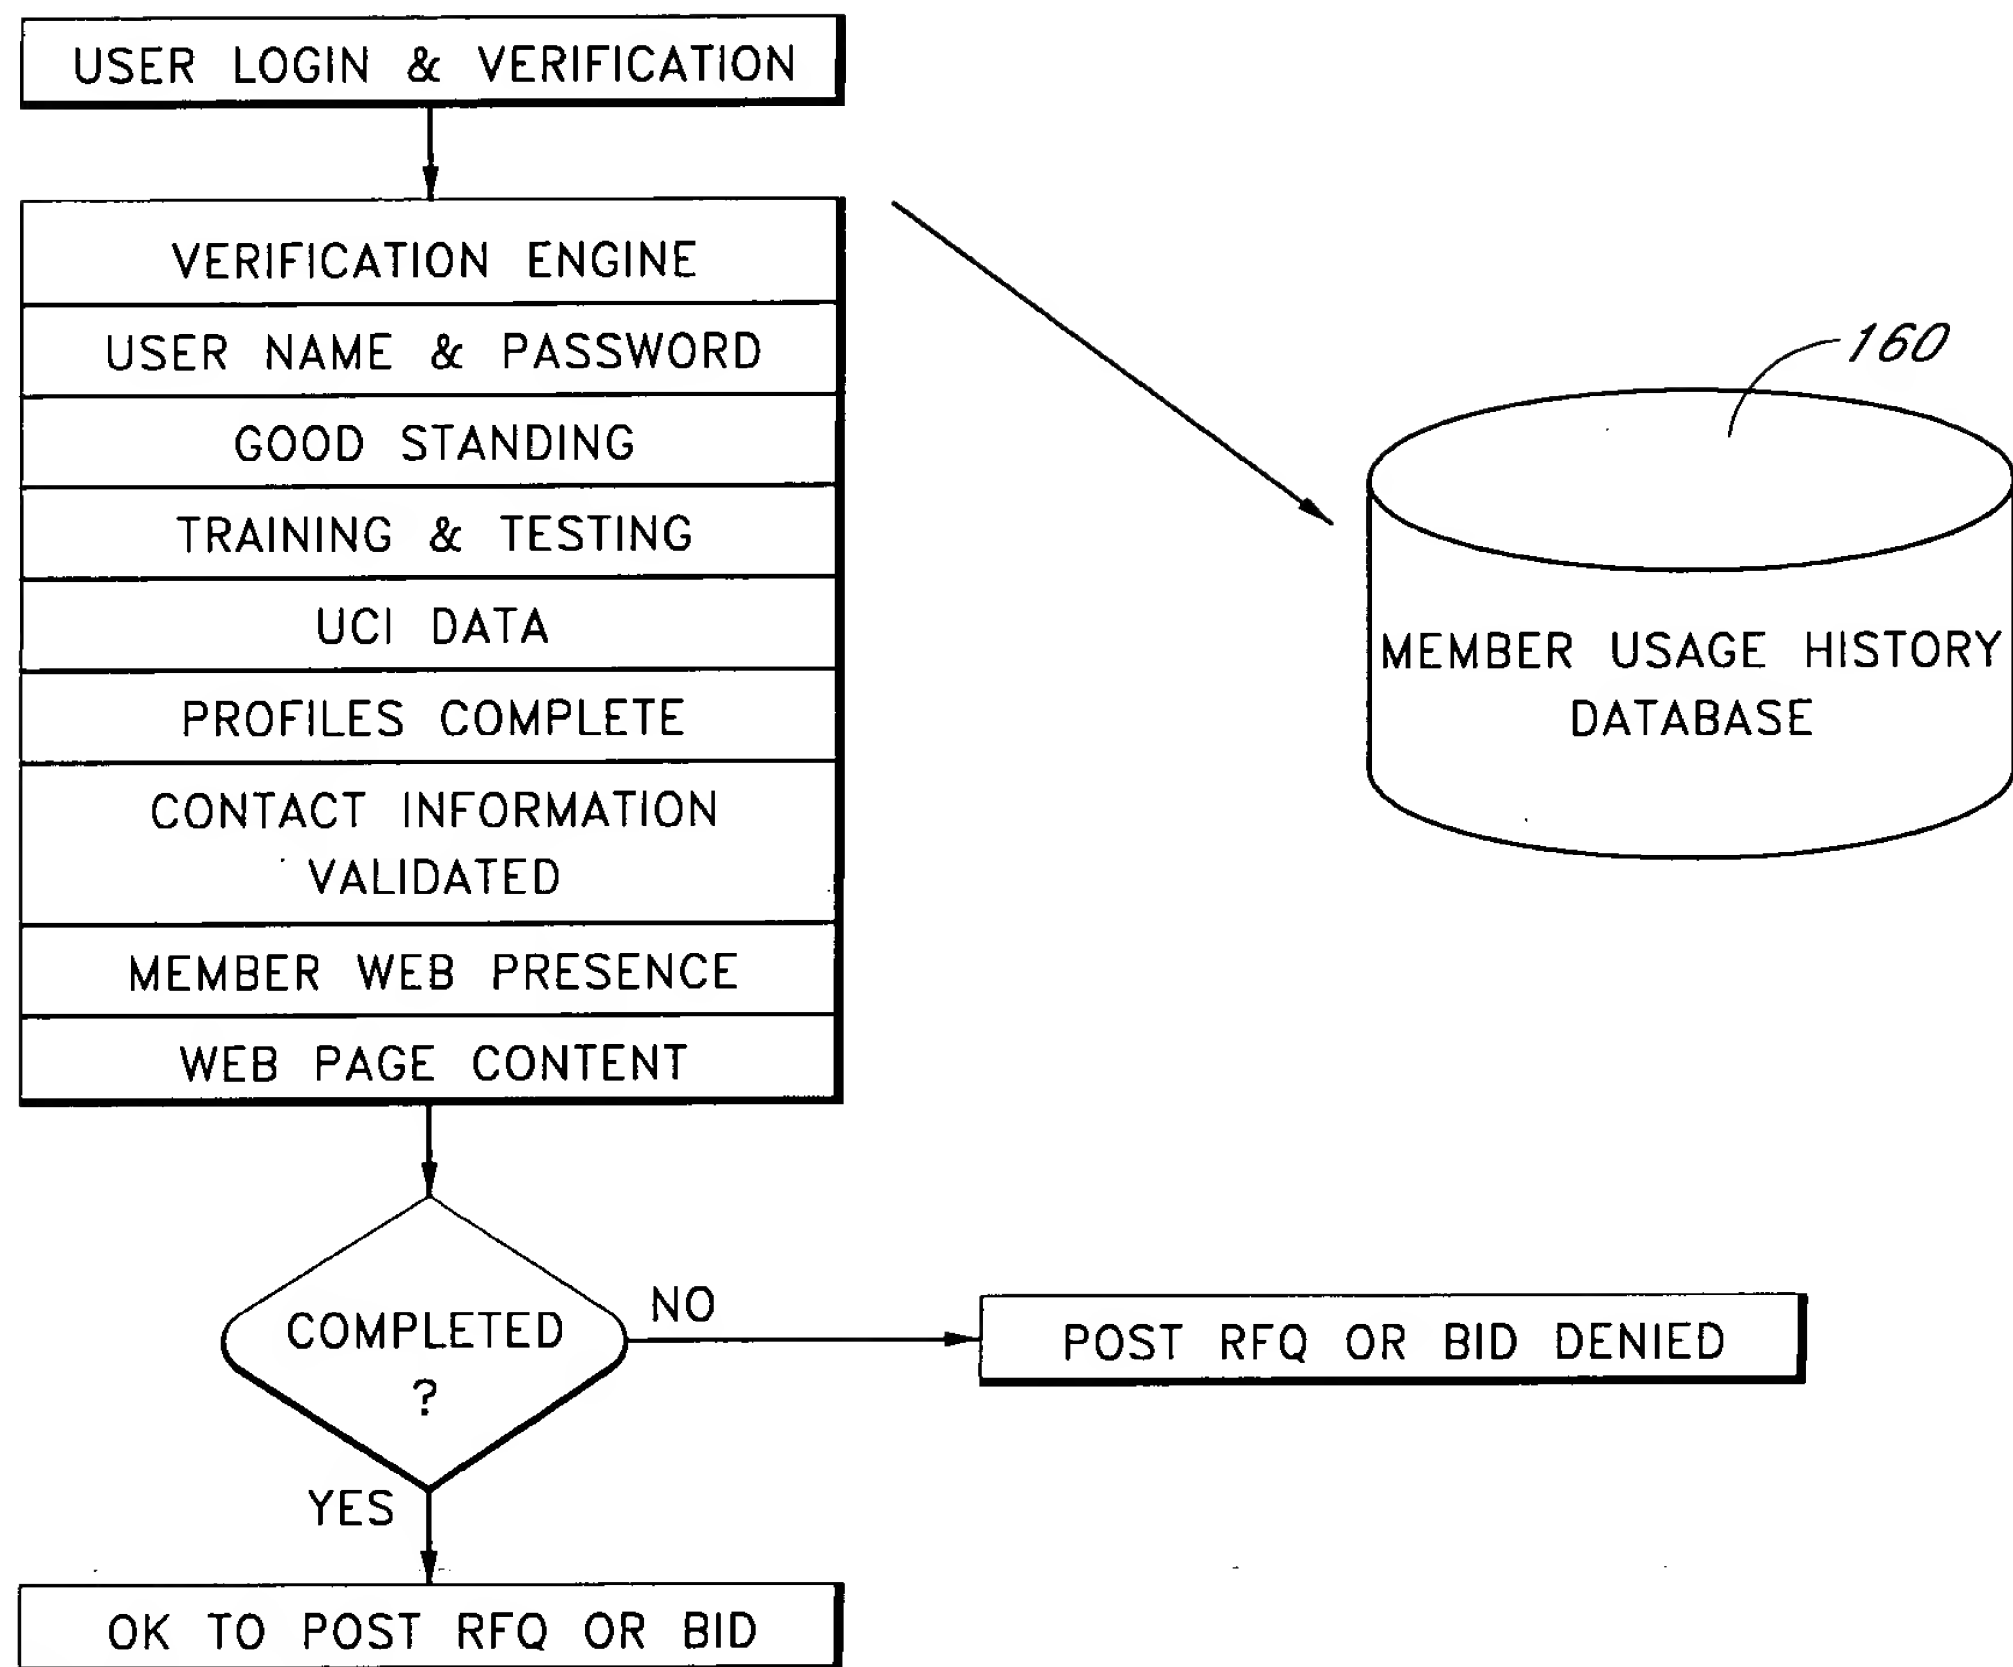 USER LOGIN & VERIFICATION
VERIFICATION ENGINE
USER NAME & PASSWORD
GOOD STANDING
TRAINING & TESTING
UCI DATA
PROFILES COMPLETE
CONTACT INFORMATION
VALIDATED
MEMBER WEB PRESENCE
WEB PAGE CONTENT
160
MEMBER USAGE HISTORY
DATABASE
COMPLETED
?
NO
POST RFQ OR BID DENIED
YES
OK TO POST RFQ OR BID